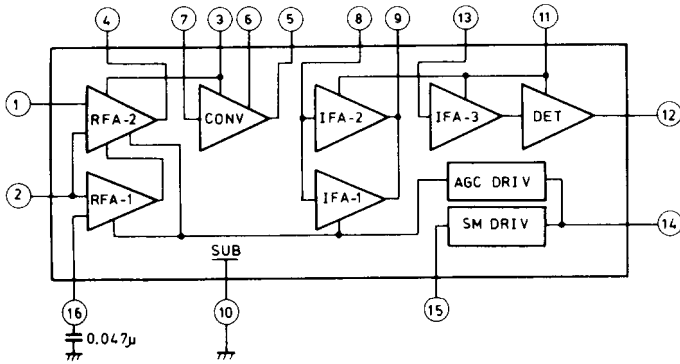 4 7 6 3 5 8 9 13 11
1 RFA-2 CONV IFA-2 IFA-3 DET 12
2 RFA-1 IFA-1 AGC DRIV
SM DRIV 14
SUB
16 10 15
0.047μ